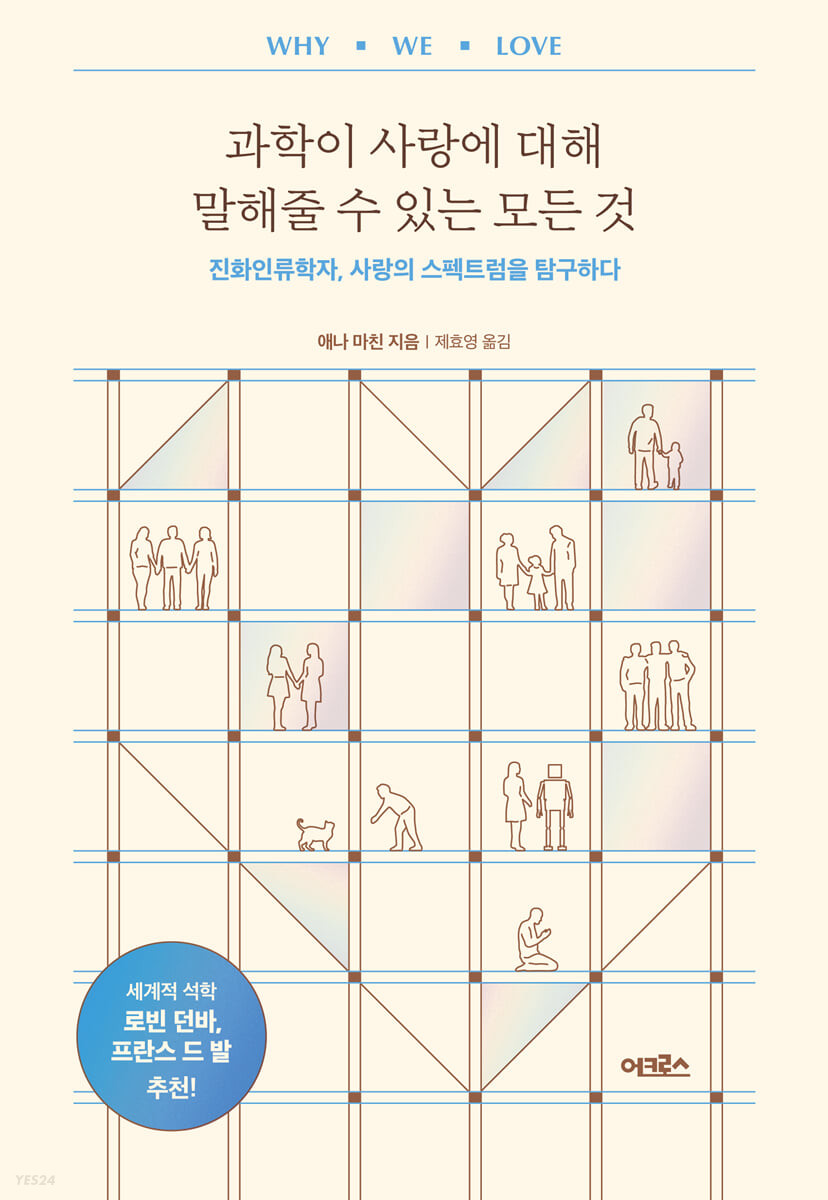 WHY ▪ WE ▪ LOVE
과학이 사랑에 대해
말해줄 수 있는 모든 것
진화인류학자, 사랑의 스펙트럼을 탐구하다
애나 마친 지음 | 제효영 옮김
세계적 석학
로빈 던바,
프란스 드 발
추천!
어크로스
YES24